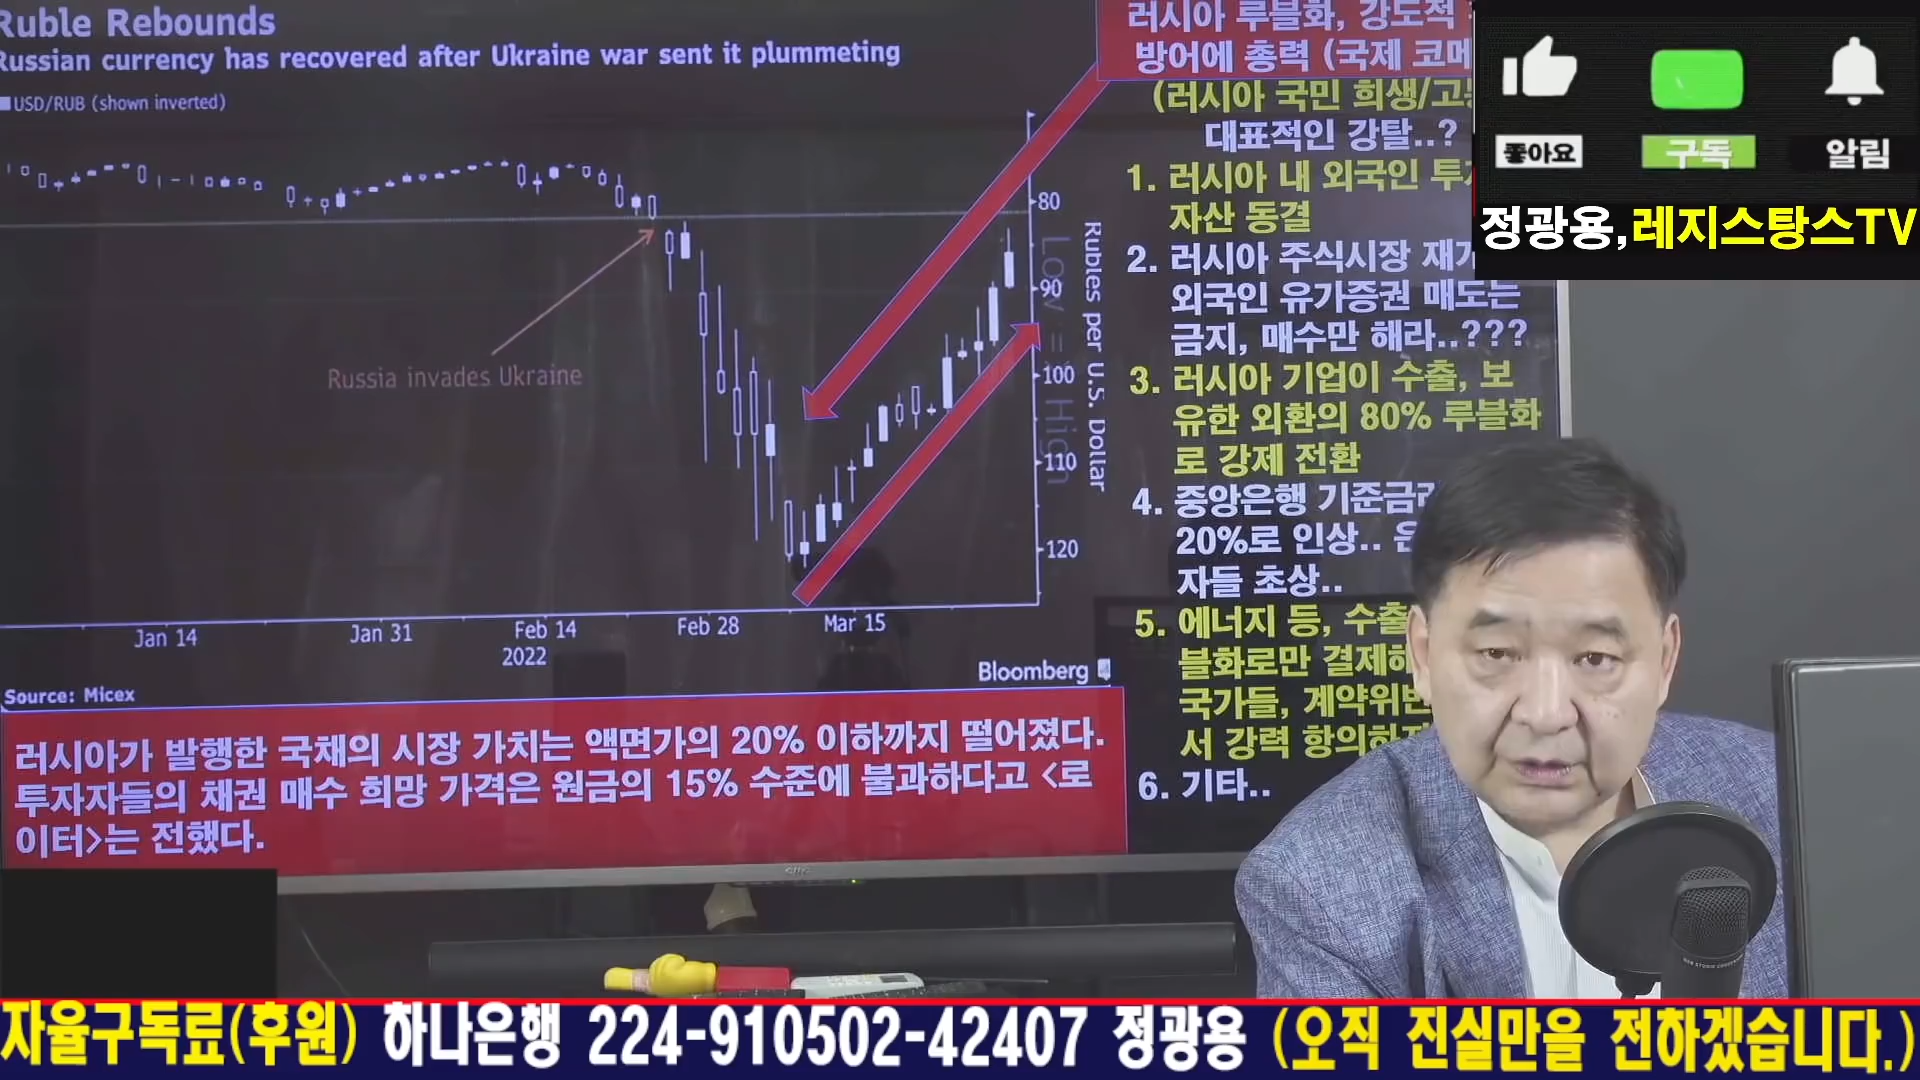 Ruble Rebounds
Russian currency has recovered after Ukraine war sent it plummeting
USD/RUB (shown inverted)
80
90
100
110
120
Rubles per U.S. Dollar
Low = High
Russia invades Ukraine
Jan 14
Jan 31
Feb 14
Feb 28
Mar 15
2022
Bloomberg
Source: Micex
러시아가 발행한 국채의 시장 가치는 액면가의 20% 이하까지 떨어졌다.
투자자들의 채권 매수 희망 가격은 원금의 15% 수준에 불과하다고 <로
이터>는 전했다.
러시아 루블화, 강도적
방어에 총력 (국제 코메
(러시아 국민 희생/고
대표적인 강탈..?
1. 러시아 내 외국인 투
자산 동결
2. 러시아 주식시장 재
외국인 유가증권 매도는
금지, 매수만 해라..???
3. 러시아 기업이 수출, 보
유한 외환의 80% 루블화
로 강제 전환
4. 중앙은행 기준금
20%로 인상..
자들 초상..
5. 에너지 등, 수출
블화로만 결제하
국가들, 계약위반
서 강력 항의하
6. 기타..
좋아요
구독
알림
정광용,레지스탕스TV
자율구독료(후원) 하나은행 224-910502-42407 정광용 (오직 진실만을 전하겠습니다.)